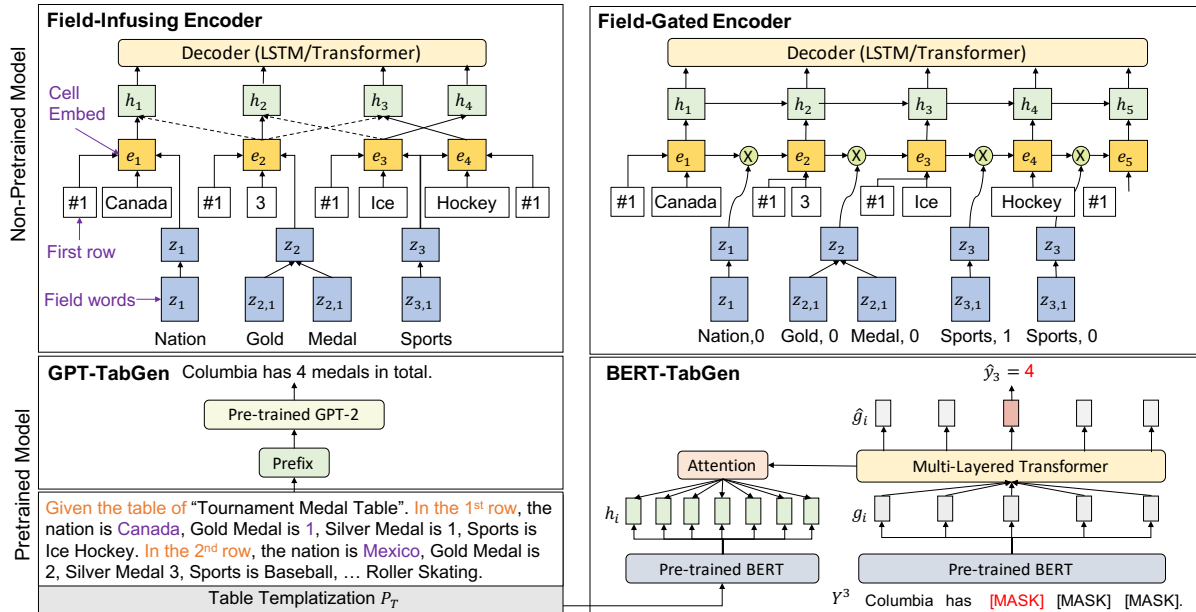 Non-Pretrained Model
Field-Infusing Encoder
Decoder (LSTM/Transformer)
h₁ h₂ h₃ h₄
Cell
Embed
e₁ e₂ e₃ e₄
#1 Canada #1 3 #1 Ice Hockey #1
First row
z₁ z₂ z₃
Field words
z₁ z₂,₁ z₂,₁ z₃,₁
Nation Gold Medal Sports
Field-Gated Encoder
Decoder (LSTM/Transformer)
h₁ h₂ h₃ h₄ h₅
e₁ X e₂ X e₃ X e₄ X e₅
#1 Canada #1 3 #1 Ice Hockey #1
z₁ z₂ z₃ z₃
z₁ z₂,₁ z₂,₁ z₃,₁ z₃,₁
Nation,0 Gold, 0 Medal, 0 Sports, 1 Sports, 0
Pretrained Model
GPT-TabGen
Columbia has 4 medals in total.
Pre-trained GPT-2
Prefix
Given the table of “Tournament Medal Table”. In the 1st row, the
nation is Canada, Gold Medal is 1, Silver Medal is 1, Sports is
Ice Hockey. In the 2nd row, the nation is Mexico, Gold Medal is
2, Silver Medal 3, Sports is Baseball, … Roller Skating.
Table Templatization P_T
BERT-TabGen
ŷ₃ = 4
ĝᵢ
Attention
Multi-Layered Transformer
hᵢ
gᵢ
Pre-trained BERT
Pre-trained BERT
Y³ Columbia has [MASK] [MASK] [MASK].